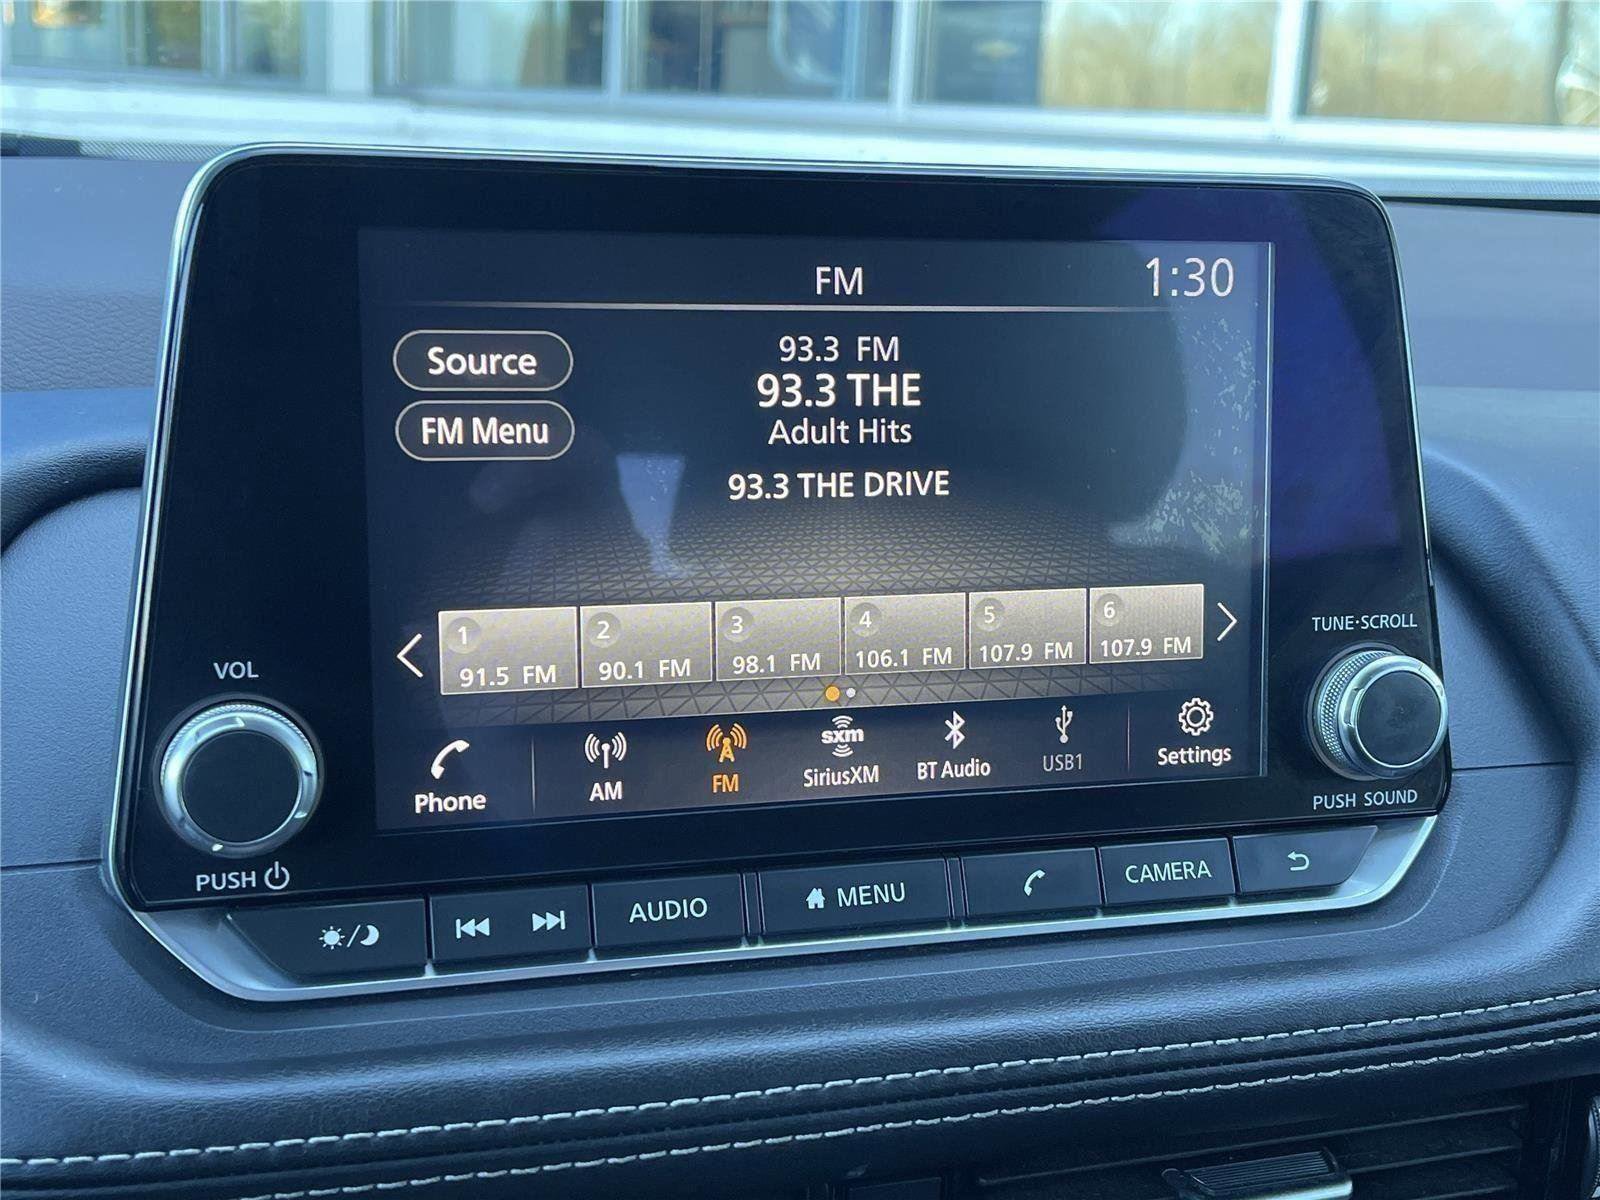 FM 1:30
Source
FM Menu
93.3 FM
93.3 THE
Adult Hits
93.3 THE DRIVE
1 2 3 4 5 6
91.5 FM 90.1 FM 98.1 FM 106.1 FM 107.9 FM 107.9 FM
Phone AM FM sxm SiriusXM BT Audio USB1 Settings
VOL
PUSH
TUNE·SCROLL
PUSH SOUND
AUDIO MENU CAMERA